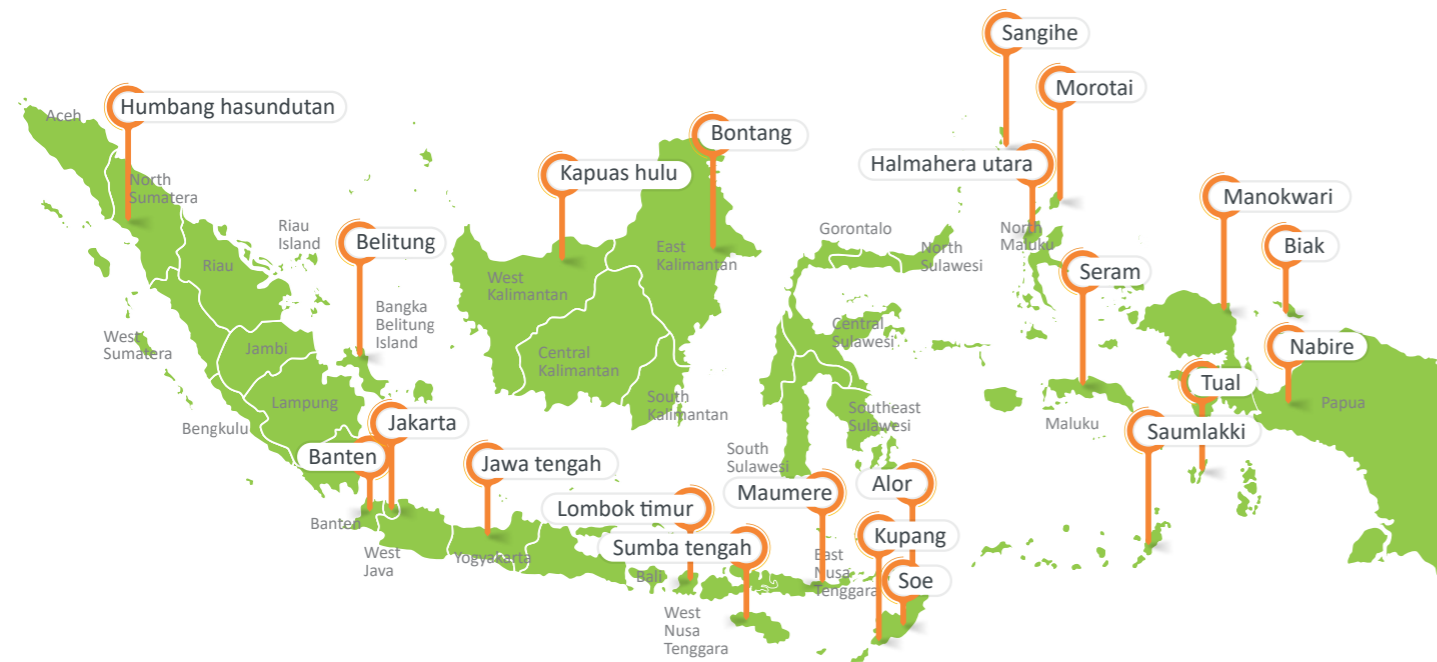 Sangihe
Morotai
Humbang hasundutan
Aceh
Bontang
Halmahera utara
Kapuas hulu
North
Sumatera
Manokwari
Riau
Island
Belitung
Gorontalo
North
Maluku
Biak
East
Kalimantan
North
Sulawesi
Riau
Seram
West
Kalimantan
Bangka
Belitung
Island
Central
Sulawesi
West
Sumatera
Jambi
Nabire
Central
Kalimantan
Tual
Lampung
South
Kalimantan
Southeast
Sulawesi
Papua
Bengkulu
Jakarta
Maluku
Saumlakki
Banten
Jawa tengah
South
Sulawesi
Maumere
Alor
Lombok timur
Banten
Kupang
Sumba tengah
West
Java
Yogyakarta
East
Nusa
Tenggara
Bali
Soe
West
Nusa
Tenggara